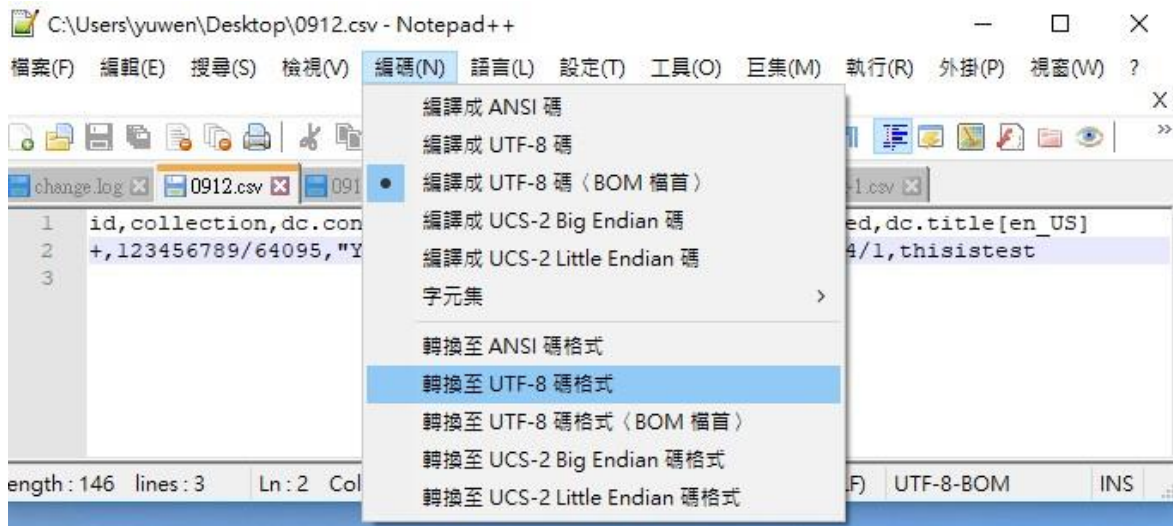 C:\Users\yuwen\Desktop\0912.csv - Notepad++
檔案(F) 編輯(E) 搜尋(S) 檢視(V) 編碼(N) 語言(L) 設定(T) 工具(O) 巨集(M) 執行(R) 外掛(P) 視窗(W) ?
編譯成 ANSI 碼
編譯成 UTF-8 碼
change.log 0912.csv 091 編譯成 UTF-8 碼（BOM 檔首） -1.csv
1 id,collection,dc.con 編譯成 UCS-2 Big Endian 碼 ed,dc.title[en_US]
2 +,123456789/64095,"Y 編譯成 UCS-2 Little Endian 碼 4/1,thisistest
3 字元集
轉換至 ANSI 碼格式
轉換至 UTF-8 碼格式
轉換至 UTF-8 碼格式（BOM 檔首）
轉換至 UCS-2 Big Endian 碼格式
ength : 146 lines : 3 Ln : 2 Col 轉換至 UCS-2 Little Endian 碼格式 F) UTF-8-BOM INS